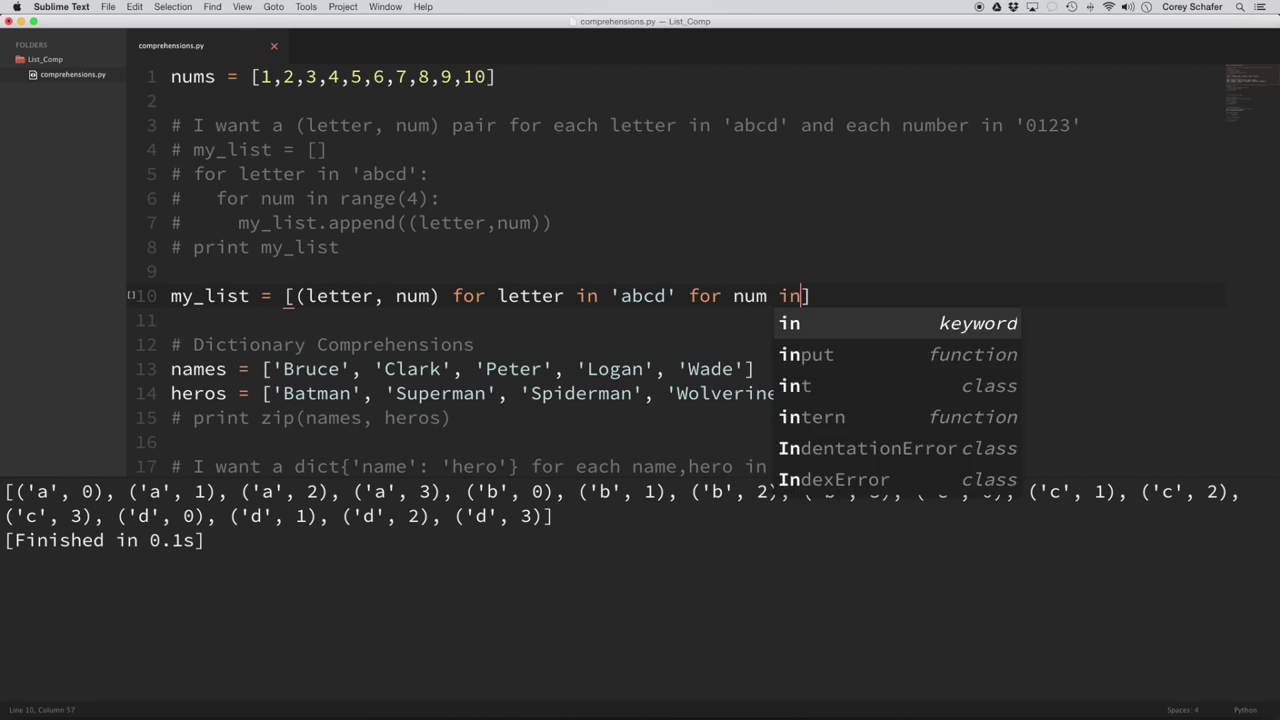 Sublime Text File Edit Selection Find View Goto Tools Project Window Help Corey Schafer
comprehensions.py — List_Comp
FOLDERS
List_Comp
comprehensions.py
comprehensions.py ×
1 nums = [1,2,3,4,5,6,7,8,9,10]
2
3 # I want a (letter, num) pair for each letter in 'abcd' and each number in '0123'
4 # my_list = []
5 # for letter in 'abcd':
6 #   for num in range(4):
7 #     my_list.append((letter,num))
8 # print my_list
9
10 my_list = [(letter, num) for letter in 'abcd' for num in]
11
in keyword
12 # Dictionary Comprehensions
input function
13 names = ['Bruce', 'Clark', 'Peter', 'Logan', 'Wade']
int class
14 heros = ['Batman', 'Superman', 'Spiderman', 'Wolverine
15 # print zip(names, heros)
intern function
16
IndentationError class
17 # I want a dict{'name': 'hero'} for each name,hero in
IndexError class
[('a', 0), ('a', 1), ('a', 2), ('a', 3), ('b', 0), ('b', 1), ('b', 2), 1), ('c', 2),
('c', 3), ('d', 0), ('d', 1), ('d', 2), ('d', 3)]
[Finished in 0.1s]
Line 10, Column 57 Spaces: 4 Python